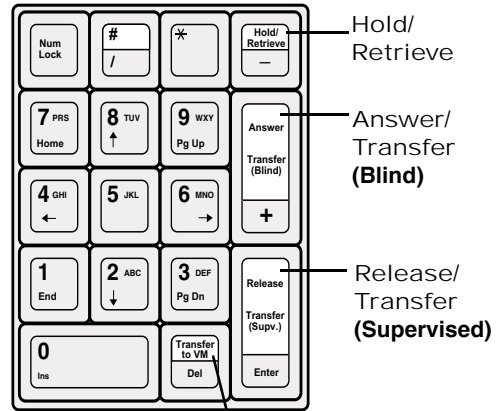 Num
Lock
#
/
*
Hold/
Retrieve
–
Hold/
Retrieve
7 PRS
Home
8 TUV
↑
9 WXY
Pg Up
Answer
Transfer
(Blind)
+
Answer/
Transfer
(Blind)
4 GHI
←
5 JKL
6 MNO
→
1
End
2 ABC
↓
3 DEF
Pg Dn
Release
Transfer
(Supv.)
Enter
Release/
Transfer
(Supervised)
0
Ins
Transfer
to VM
Del